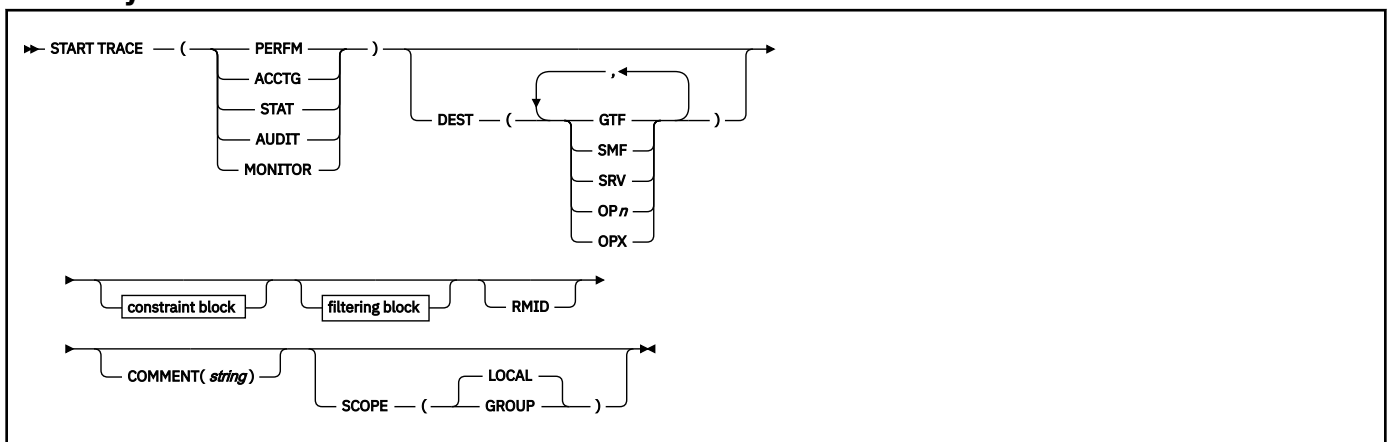 START TRACE ( PERFM )
ACCTG
STAT
AUDIT
MONITOR
DEST ( , GTF )
SMF
SRV
OPn
OPX
constraint block filtering block RMID
COMMENT( string ) SCOPE ( LOCAL
GROUP )